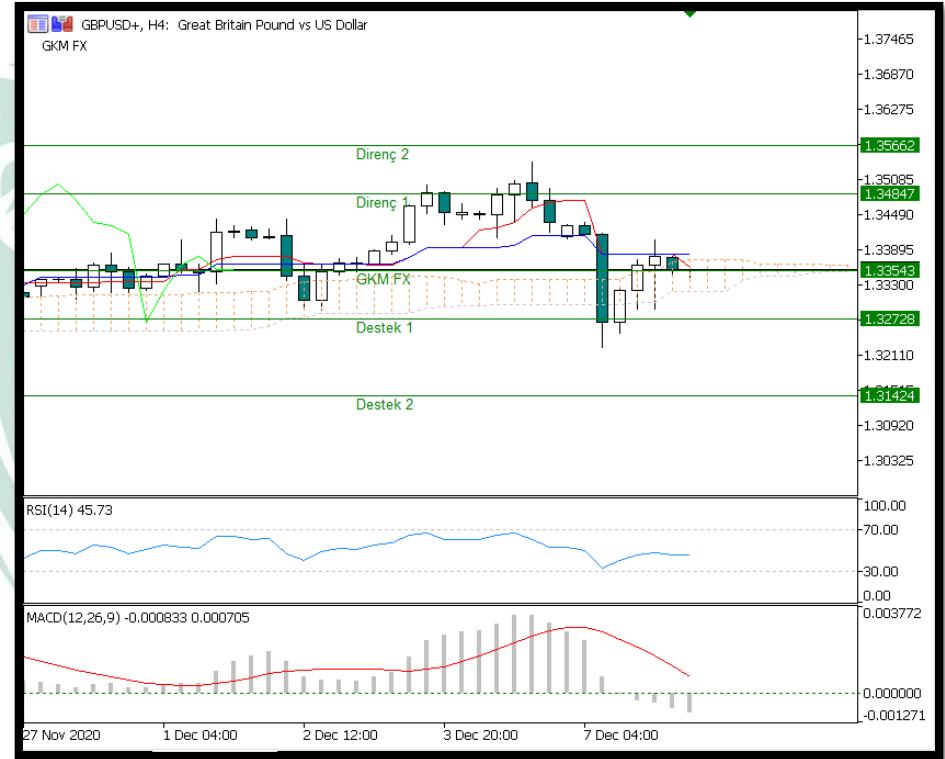 GBPUSD+, H4: Great Britain Pound vs US Dollar
GKM FX
1.37465
1.36870
1.36275
1.35662
Direnç 2
1.35085
1.34847
Direnç 1
1.34490
1.33895
1.33543
GKM FX
1.33300
1.32728
Destek 1
1.32110
1.31424
Destek 2
1.30920
1.30325
RSI(14) 45.73
100.00
70.00
30.00
0.00
MACD(12,26,9) -0.000833 0.000705
0.003772
0.000000
-0.001271
27 Nov 2020 1 Dec 04:00 2 Dec 12:00 3 Dec 20:00 7 Dec 04:00